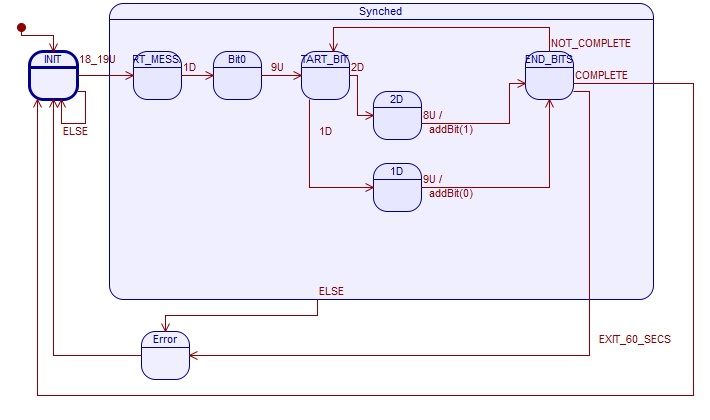 Synched
NOT_COMPLETE
INIT
18_19U
RT_MESS
1D
Bit0
9U
TART_BIT
2D
END_BITS
COMPLETE
2D
8U /
addBit(1)
ELSE
1D
1D
9U /
addBit(0)
ELSE
Error
EXIT_60_SECS